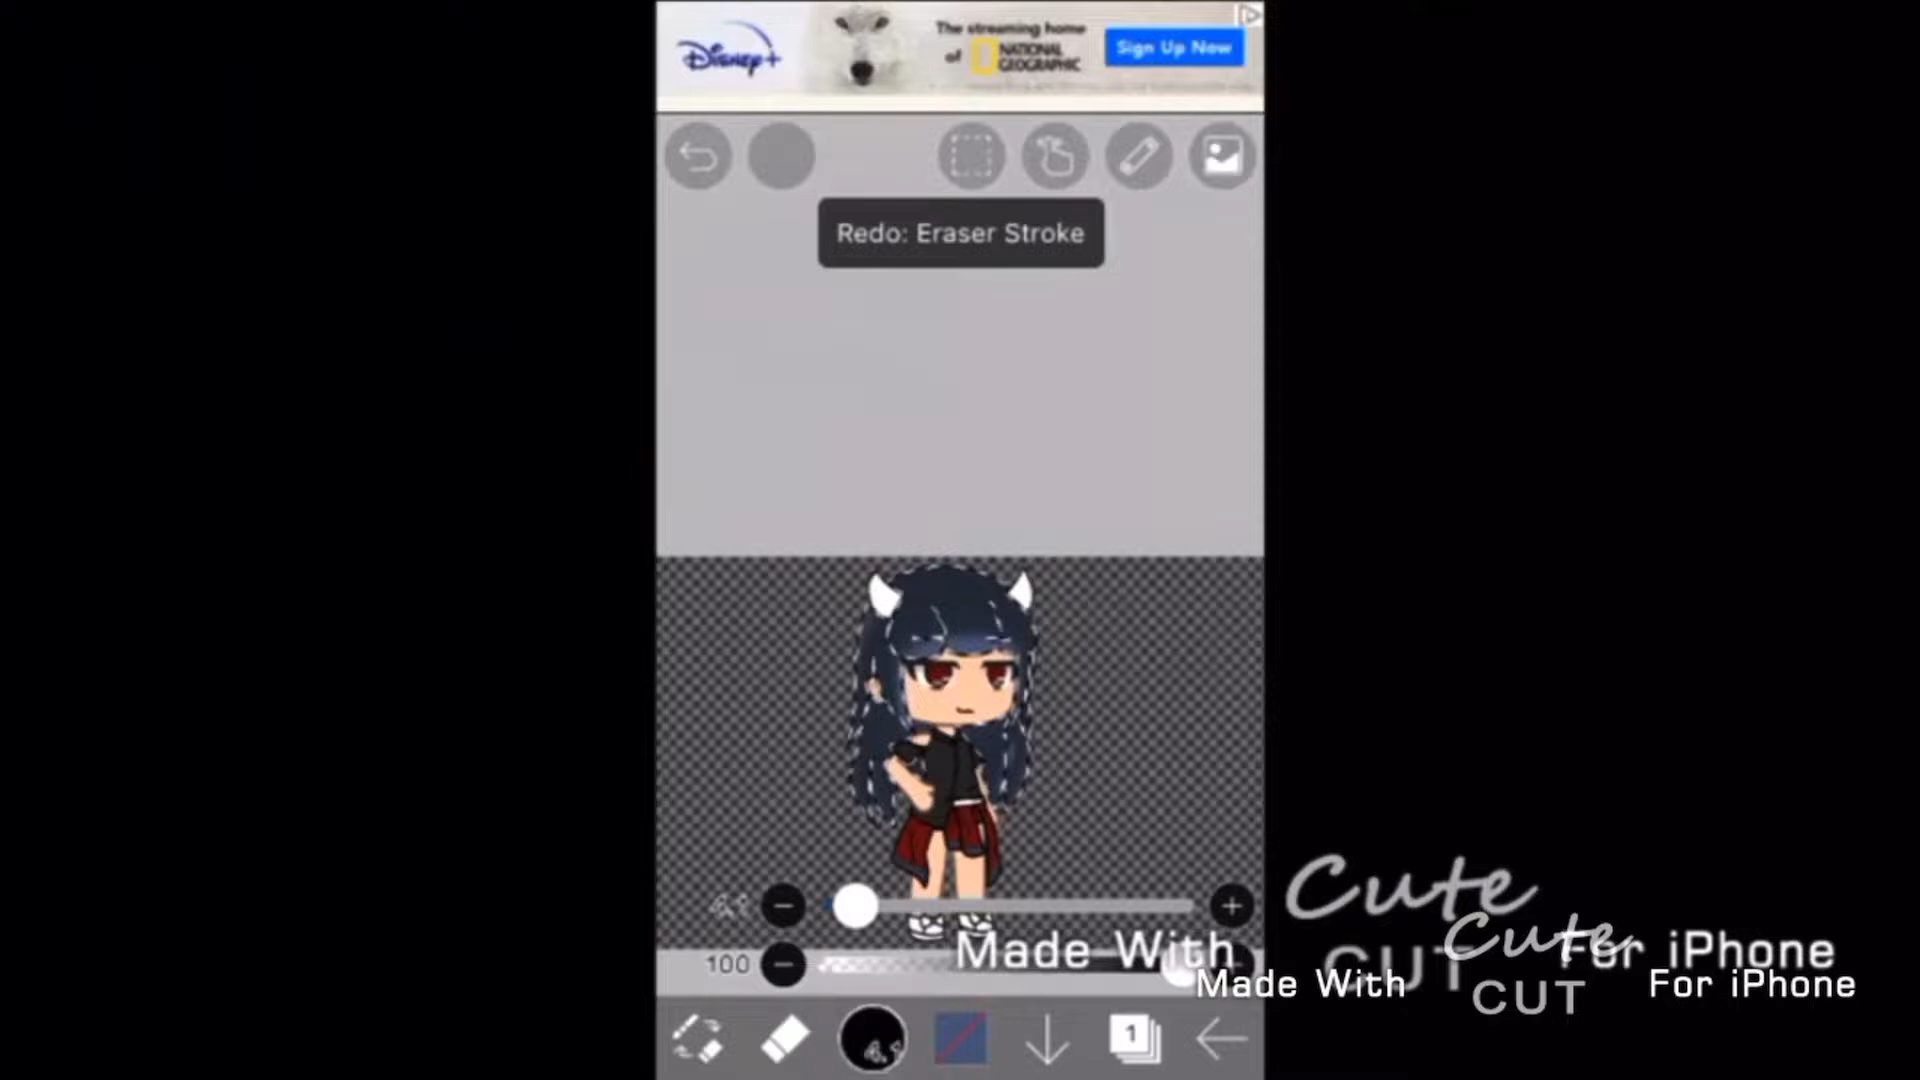 Disney+
The streaming home
of NATIONAL
GEOGRAPHIC
Sign Up Now
Redo: Eraser Stroke
100
1
Cute
CUT
Made With
For iPhone
Cute
CUT
Made With
For iPhone